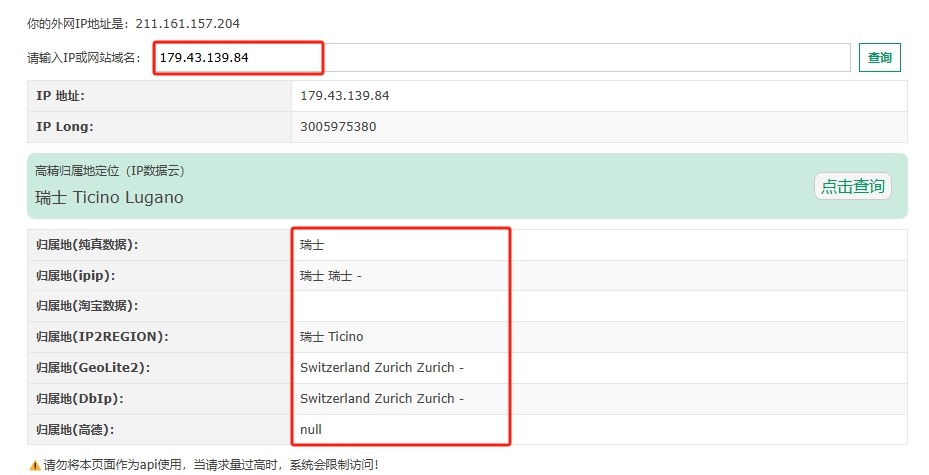 你的外网IP地址是：211.161.157.204
请输入IP或网站域名： 179.43.139.84 查询
IP 地址: 179.43.139.84
IP Long: 3005975380
高精归属地定位（IP数据云）
瑞士 Ticino Lugano 点击查询
归属地(纯真数据): 瑞士
归属地(ipip): 瑞士 瑞士 -
归属地(淘宝数据):
归属地(IP2REGION): 瑞士 Ticino
归属地(GeoLite2): Switzerland Zurich Zurich -
归属地(DbIp): Switzerland Zurich Zurich -
归属地(高德): null
⚠请勿将本页面作为api使用，当请求量过高时，系统会限制访问！